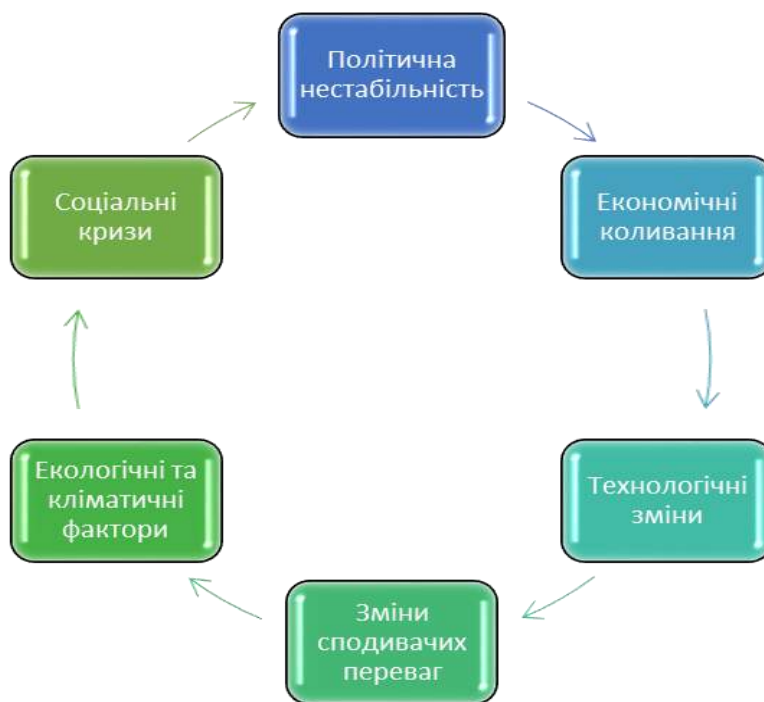 Політична
нестабільність
Економічні
коливання
Технологічні
зміни
Зміни
сподивачих
переваг
Екологічні та
кліматичні
фактори
Соціальні
кризи